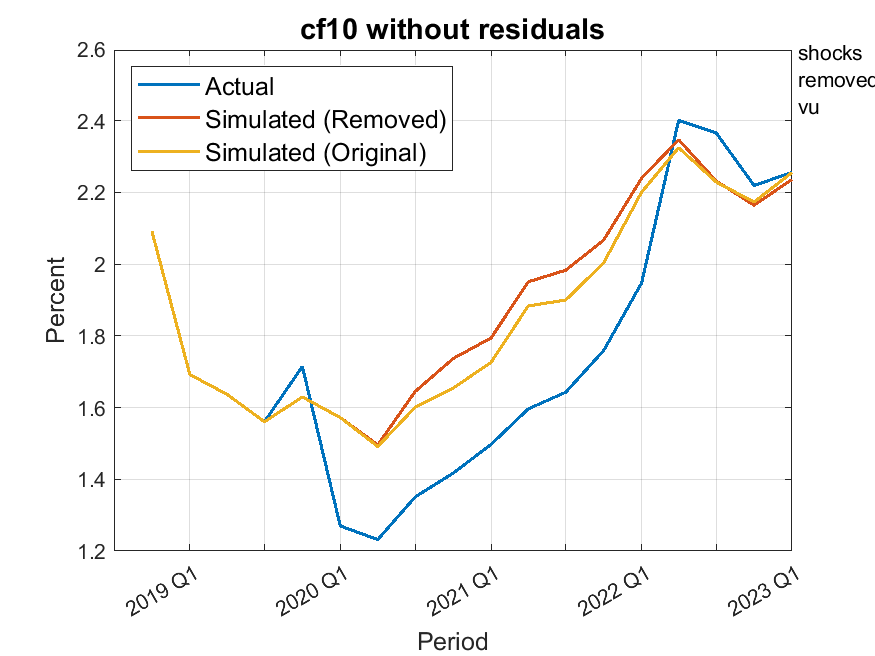 cf10 without residuals
shocks
removed
vu
Actual
Simulated (Removed)
Simulated (Original)
Percent
2.6
2.4
2.2
2
1.8
1.6
1.4
1.2
2019 Q1
2020 Q1
2021 Q1
2022 Q1
2023 Q1
Period